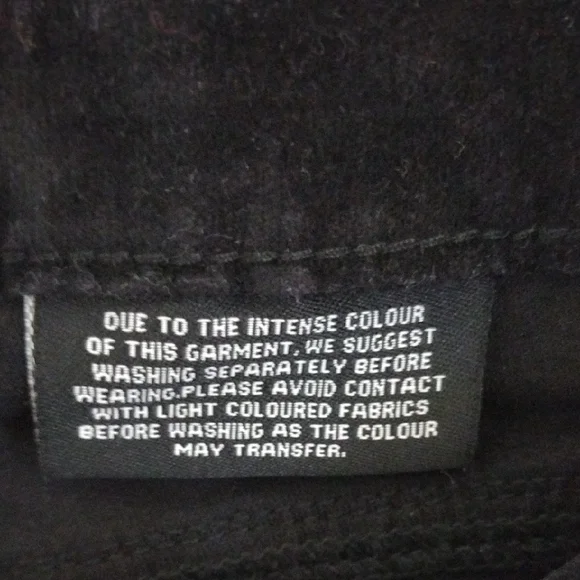 DUE TO THE INTENSE COLOUR
OF THIS GARMENT, WE SUGGEST
WASHING SEPARATELY BEFORE
WEARING.PLEASE AVOID CONTACT
WITH LIGHT COLOURED FABRICS
BEFORE WASHING AS THE COLOUR
MAY TRANSFER.